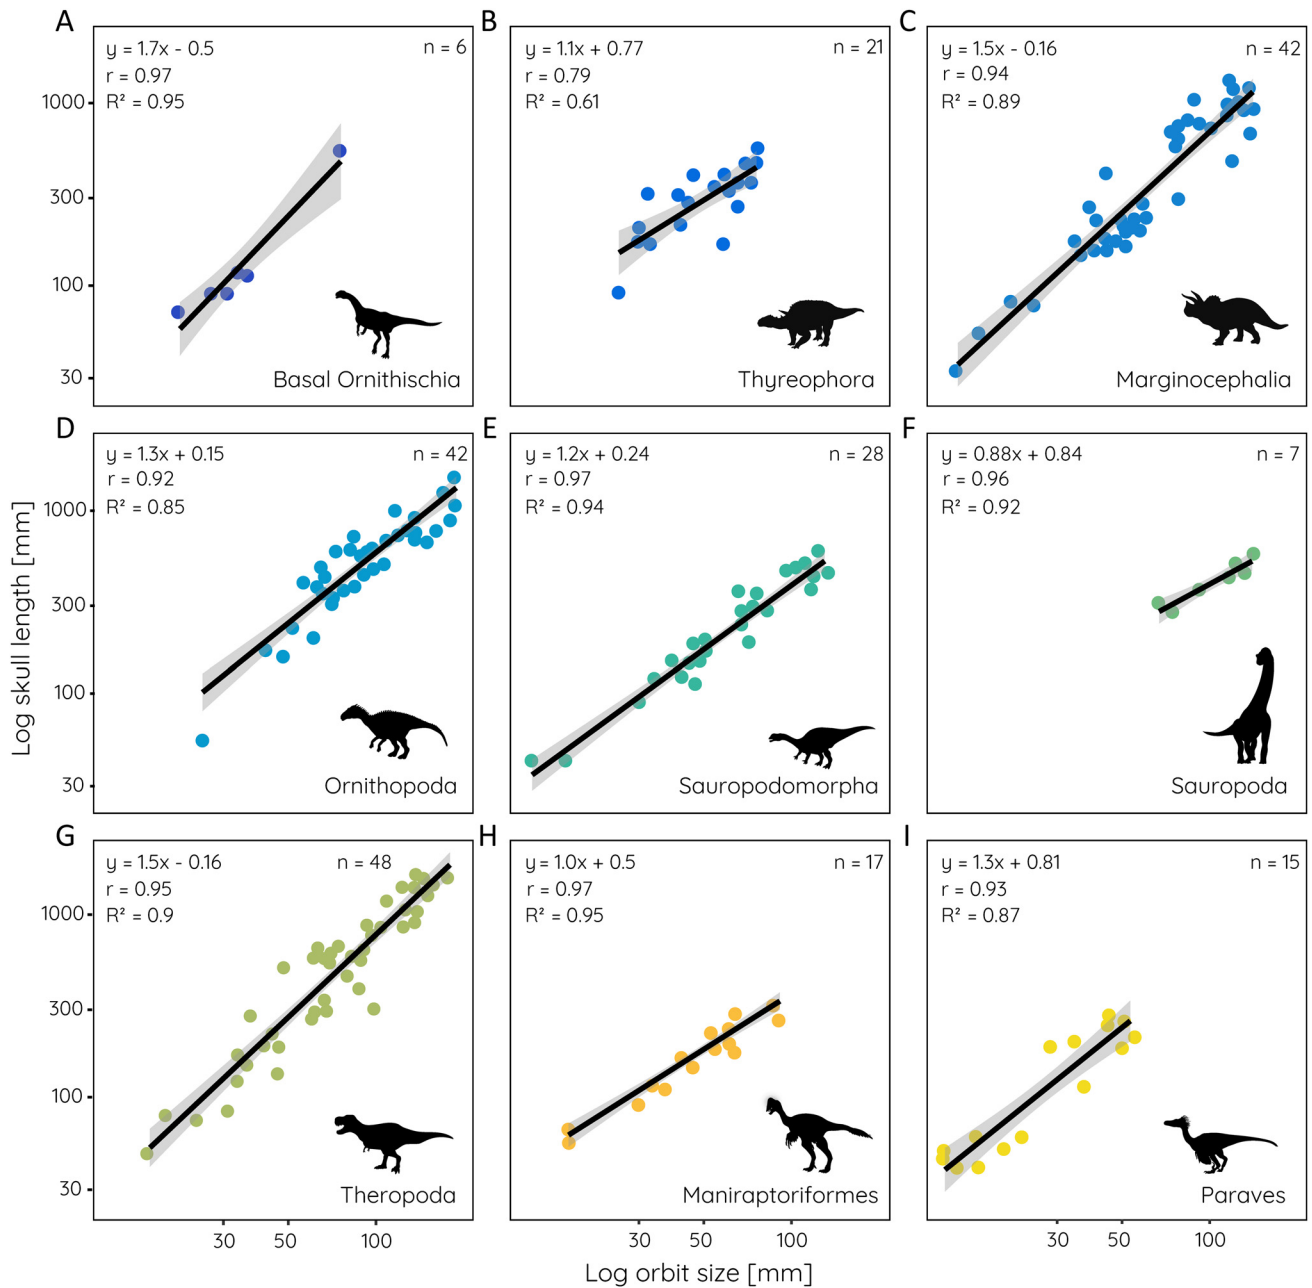 A
y = 1.7x - 0.5
n = 6
r = 0.97
R² = 0.95
1000
300
100
30
Basal Ornithischia
B
y = 1.1x + 0.77
n = 21
r = 0.79
R² = 0.61
Thyreophora
C
y = 1.5x - 0.16
n = 42
r = 0.94
R² = 0.89
Marginocephalia
D
y = 1.3x + 0.15
n = 42
r = 0.92
R² = 0.85
1000
300
100
30
Ornithopoda
E
y = 1.2x + 0.24
n = 28
r = 0.97
R² = 0.94
Sauropodomorpha
F
y = 0.88x + 0.84
n = 7
r = 0.96
R² = 0.92
Sauropoda
Log skull length [mm]
G
y = 1.5x - 0.16
n = 48
r = 0.95
R² = 0.9
1000
300
100
30
Theropoda
30 50 100
H
y = 1.0x + 0.5
n = 17
r = 0.97
R² = 0.95
Maniraptoriformes
30 50 100
I
y = 1.3x + 0.81
n = 15
r = 0.93
R² = 0.87
Paraves
30 50 100
Log orbit size [mm]